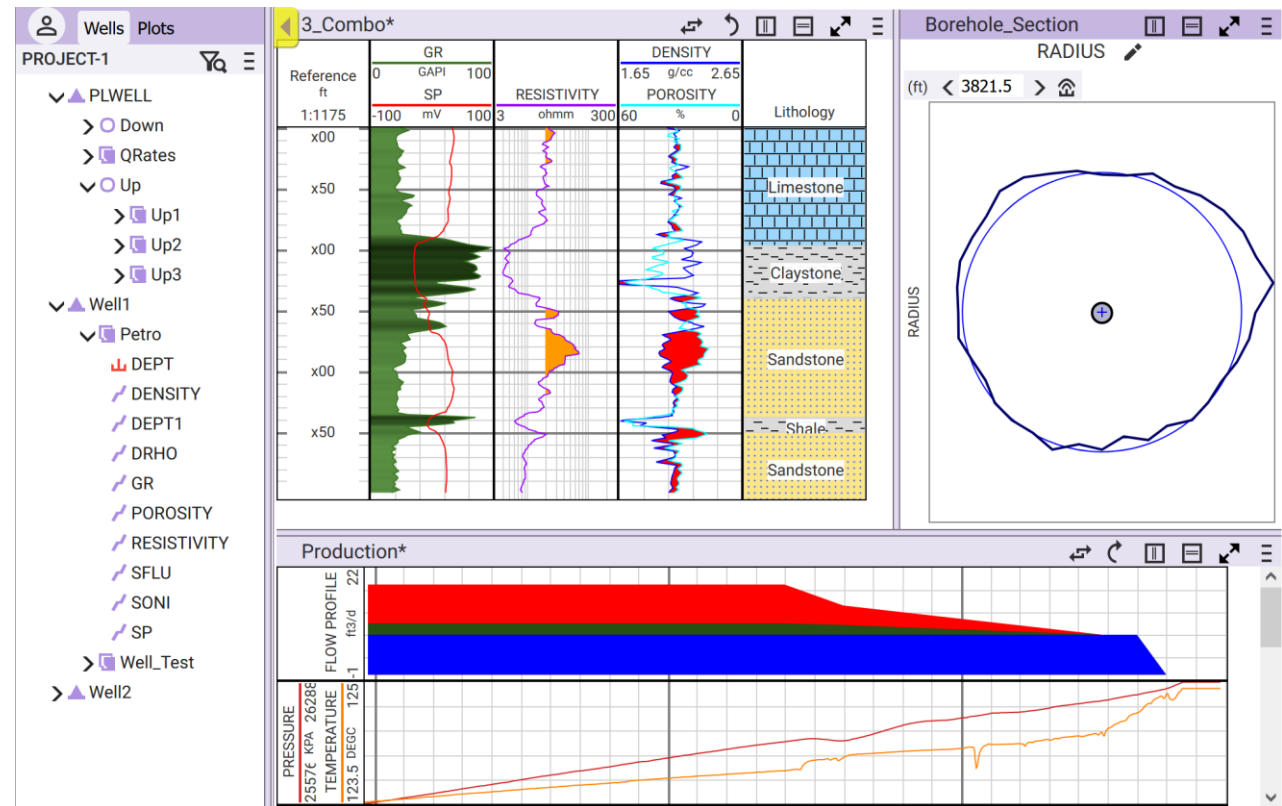 Wells Plots
PROJECT-1
PLWELL
Down
QRates
Up
Up1
Up2
Up3
Well1
Petro
DEPT
DENSITY
DEPT1
DRHO
GR
POROSITY
RESISTIVITY
SFLU
SONI
SP
Well_Test
Well2
3_Combo*
Reference
ft
1:1175
GR
0 GAPI 100
SP
-100 mV 100
RESISTIVITY
3 ohmm 300
DENSITY
1.65 g/cc 2.65
POROSITY
60 % 0
Lithology
x00
x50
x00
x50
x00
x50
Limestone
Claystone
Sandstone
Shale
Sandstone
Borehole_Section
RADIUS
(ft) 3821.5
RADIUS
Production*
FLOW PROFILE
-1 ft3/d 22
PRESSURE
25576 KPA 26288
TEMPERATURE
123.5 DEGC 125